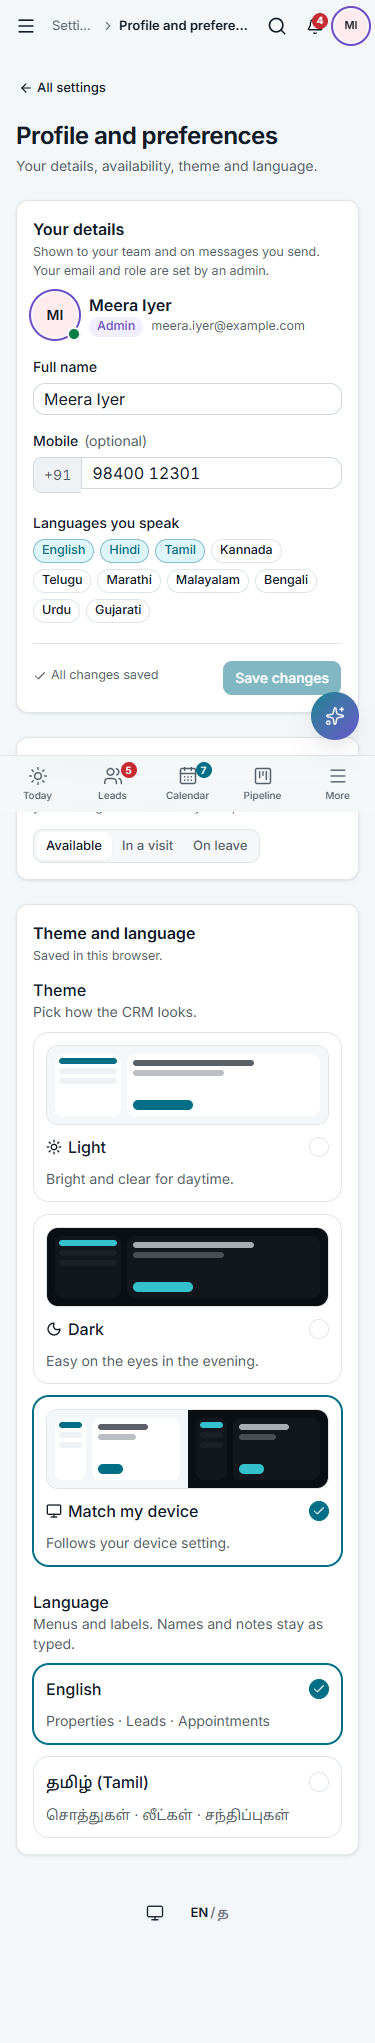 Setti... > Profile and prefere... 4 MI
← All settings
Profile and preferences
Your details, availability, theme and language.
Your details
Shown to your team and on messages you send.
Your email and role are set by an admin.
MI
Meera Iyer
Admin meera.iyer@example.com
Full name
Meera Iyer
Mobile (optional)
+91 98400 12301
Languages you speak
English Hindi Tamil Kannada
Telugu Marathi Malayalam Bengali
Urdu Gujarati
All changes saved Save changes
5 7
Today Leads Calendar Pipeline More
Available In a visit On leave
Theme and language
Saved in this browser.
Theme
Pick how the CRM looks.
Light
Bright and clear for daytime.
Dark
Easy on the eyes in the evening.
Match my device
Follows your device setting.
Language
Menus and labels. Names and notes stay as
typed.
English
Properties · Leads · Appointments
தமிழ் (Tamil)
சொத்துகள் · லீட்கள் · சந்திப்புகள்
EN / த